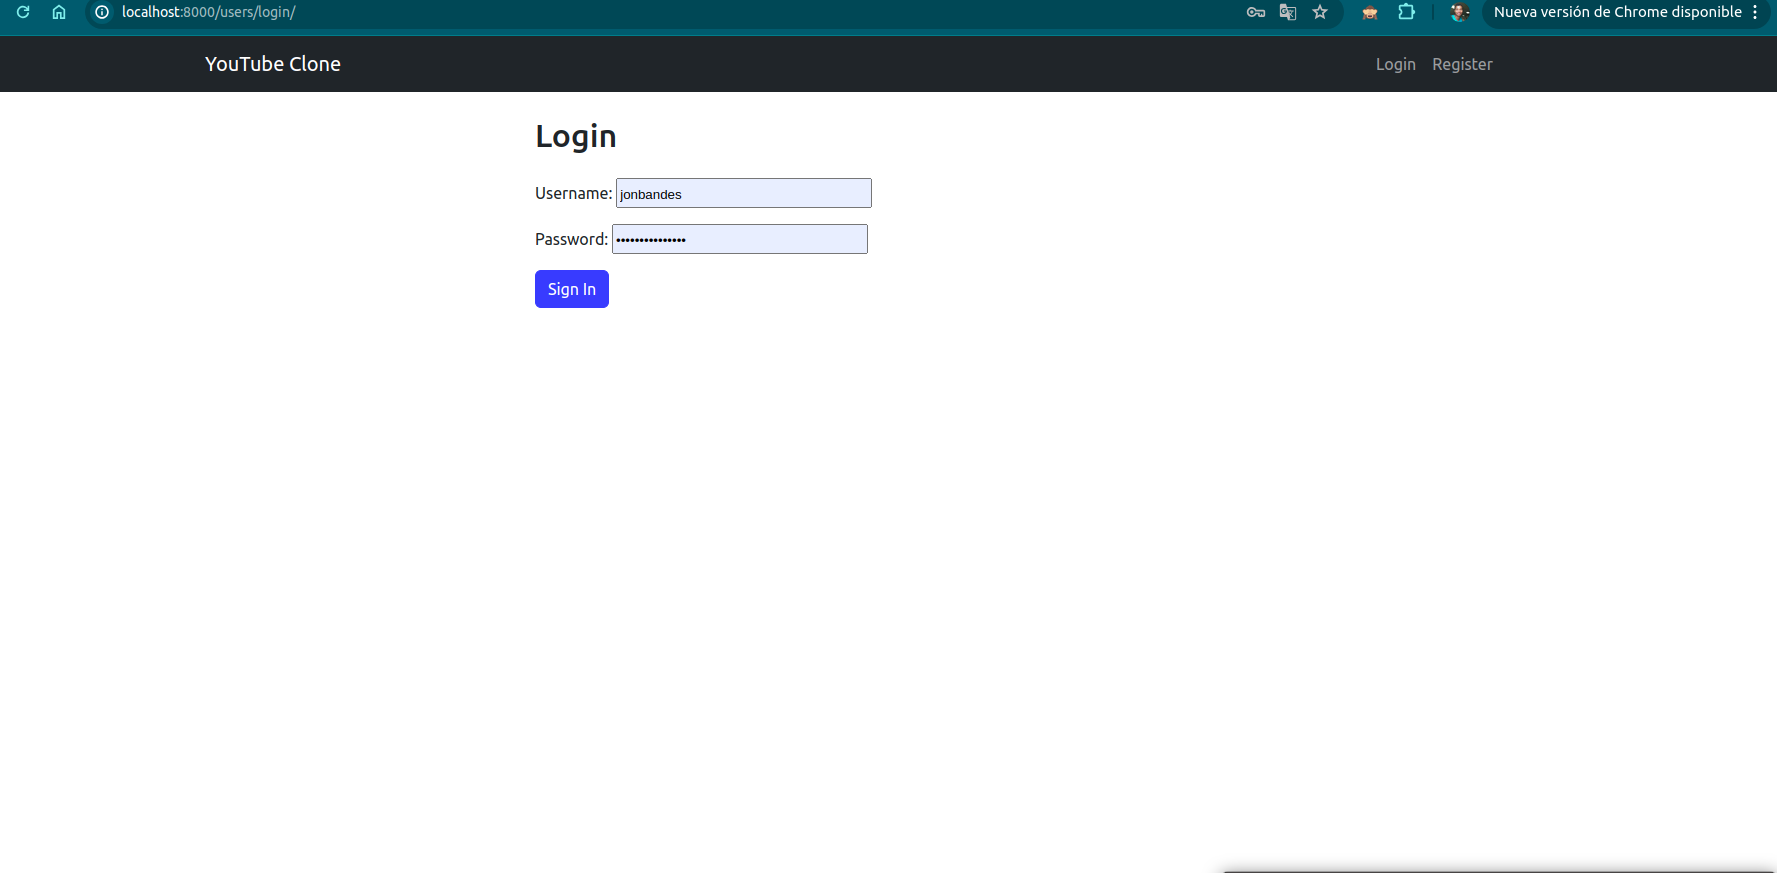 localhost:8000/users/login/
Nueva versión de Chrome disponible
YouTube Clone
Login
Register
Login
Username: jonbandes
Password: •••••••••••••••
Sign In